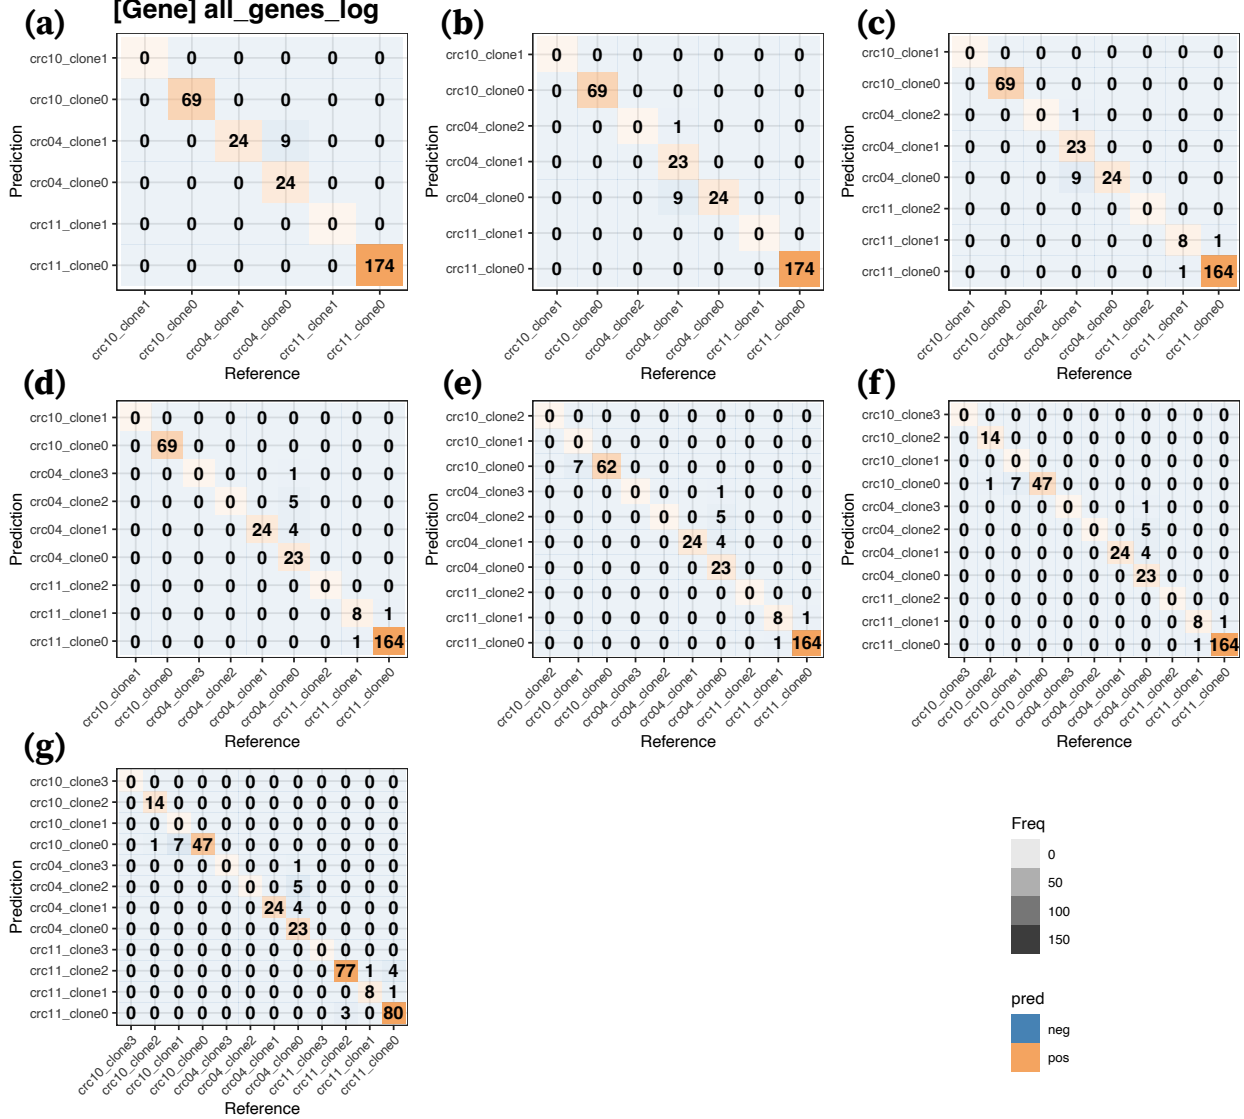 (a) [Gene] all_genes_log
Prediction
crc10_clone1 0 0 0 0 0 0
crc10_clone0 0 69 0 0 0 0
crc04_clone1 0 0 24 9 0 0
crc04_clone0 0 0 0 24 0 0
crc11_clone1 0 0 0 0 0 0
crc11_clone0 0 0 0 0 0 174
crc10_clone1 crc10_clone0 crc04_clone1 crc04_clone0 crc11_clone1 crc11_clone0
Reference
(b)
Prediction
crc10_clone1 0 0 0 0 0 0 0
crc10_clone0 0 69 0 0 0 0 0
crc04_clone2 0 0 0 1 0 0 0
crc04_clone1 0 0 0 23 0 0 0
crc04_clone0 0 0 0 9 24 0 0
crc11_clone1 0 0 0 0 0 0 0
crc11_clone0 0 0 0 0 0 0 174
crc10_clone1 crc10_clone0 crc04_clone2 crc04_clone1 crc04_clone0 crc11_clone1 crc11_clone0
Reference
(c)
Prediction
crc10_clone1 0 0 0 0 0 0 0 0
crc10_clone0 0 69 0 0 0 0 0 0
crc04_clone2 0 0 0 1 0 0 0 0
crc04_clone1 0 0 0 23 0 0 0 0
crc04_clone0 0 0 0 9 24 0 0 0
crc11_clone2 0 0 0 0 0 0 0 0
crc11_clone1 0 0 0 0 0 0 8 1
crc11_clone0 0 0 0 0 0 0 1 164
crc10_clone1 crc10_clone0 crc04_clone2 crc04_clone1 crc04_clone0 crc11_clone2 crc11_clone1 crc11_clone0
Reference
(d)
Prediction
crc10_clone1 0 0 0 0 0 0 0 0 0
crc10_clone0 0 69 0 0 0 0 0 0 0
crc04_clone3 0 0 0 0 0 1 0 0 0
crc04_clone2 0 0 0 0 0 5 0 0 0
crc04_clone1 0 0 0 0 24 4 0 0 0
crc04_clone0 0 0 0 0 0 23 0 0 0
crc11_clone2 0 0 0 0 0 0 0 0 0
crc11_clone1 0 0 0 0 0 0 0 8 1
crc11_clone0 0 0 0 0 0 0 0 1 164
crc10_clone1 crc10_clone0 crc04_clone3 crc04_clone2 crc04_clone1 crc04_clone0 crc11_clone2 crc11_clone1 crc11_clone0
Reference
(e)
Prediction
crc10_clone2 0 0 0 0 0 0 0 0 0 0
crc10_clone1 0 0 0 0 0 0 0 0 0 0
crc10_clone0 0 7 62 0 0 0 0 0 0 0
crc04_clone3 0 0 0 0 0 0 1 0 0 0
crc04_clone2 0 0 0 0 0 0 5 0 0 0
crc04_clone1 0 0 0 0 0 24 4 0 0 0
crc04_clone0 0 0 0 0 0 0 23 0 0 0
crc11_clone2 0 0 0 0 0 0 0 0 0 0
crc11_clone1 0 0 0 0 0 0 0 0 8 1
crc11_clone0 0 0 0 0 0 0 0 0 1 164
crc10_clone2 crc10_clone1 crc10_clone0 crc04_clone3 crc04_clone2 crc04_clone1 crc04_clone0 crc11_clone2 crc11_clone1 crc11_clone0
Reference
(f)
Prediction
crc10_clone3 0 0 0 0 0 0 0 0 0 0 0
crc10_clone2 0 14 0 0 0 0 0 0 0 0 0
crc10_clone1 0 0 0 0 0 0 0 0 0 0 0
crc10_clone0 0 1 7 47 0 0 0 0 0 0 0
crc04_clone3 0 0 0 0 0 0 0 1 0 0 0
crc04_clone2 0 0 0 0 0 0 0 5 0 0 0
crc04_clone1 0 0 0 0 0 0 24 4 0 0 0
crc04_clone0 0 0 0 0 0 0 0 23 0 0 0
crc11_clone2 0 0 0 0 0 0 0 0 0 0 0
crc11_clone1 0 0 0 0 0 0 0 0 0 8 1
crc11_clone0 0 0 0 0 0 0 0 0 0 1 164
crc10_clone3 crc10_clone2 crc10_clone1 crc10_clone0 crc04_clone3 crc04_clone2 crc04_clone1 crc04_clone0 crc11_clone2 crc11_clone1 crc11_clone0
Reference
(g)
Prediction
crc10_clone3 0 0 0 0 0 0 0 0 0 0 0 0
crc10_clone2 0 14 0 0 0 0 0 0 0 0 0 0
crc10_clone1 0 0 0 0 0 0 0 0 0 0 0 0
crc10_clone0 0 1 7 47 0 0 0 0 0 0 0 0
crc04_clone3 0 0 0 0 0 0 0 1 0 0 0 0
crc04_clone2 0 0 0 0 0 0 0 5 0 0 0 0
crc04_clone1 0 0 0 0 0 0 24 4 0 0 0 0
crc04_clone0 0 0 0 0 0 0 0 23 0 0 0 0
crc11_clone3 0 0 0 0 0 0 0 0 0 0 0 0
crc11_clone2 0 0 0 0 0 0 0 0 0 77 1 4
crc11_clone1 0 0 0 0 0 0 0 0 0 0 8 1
crc11_clone0 0 0 0 0 0 0 0 0 0 3 0 80
crc10_clone3 crc10_clone2 crc10_clone1 crc10_clone0 crc04_clone3 crc04_clone2 crc04_clone1 crc04_clone0 crc11_clone3 crc11_clone2 crc11_clone1 crc11_clone0
Reference
Freq
0
50
100
150
pred
neg
pos